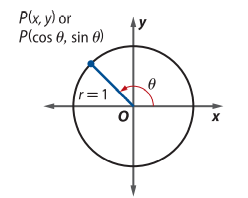 P(x, y) or
P(cos θ, sin θ)
y
θ
r = 1
O
x